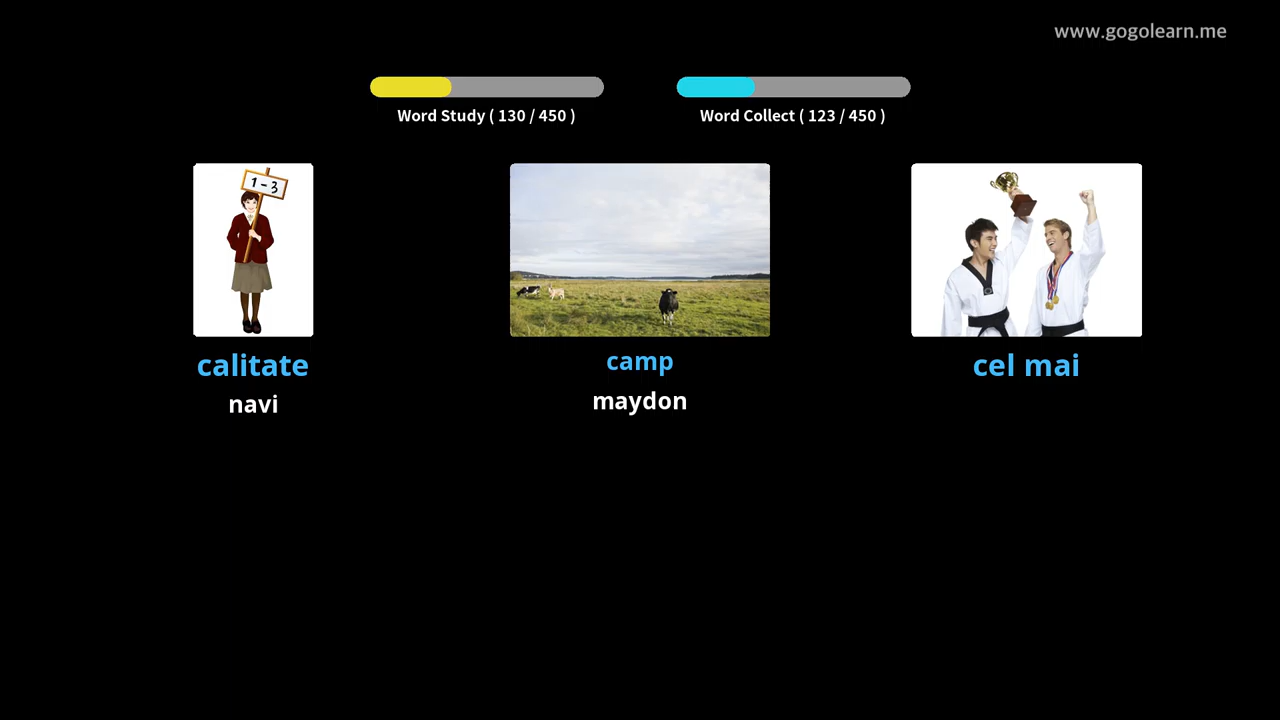 www.gogolearn.me
Word Study ( 130 / 450 )
Word Collect ( 123 / 450 )
1-3
calitate
navi
camp
maydon
cel mai